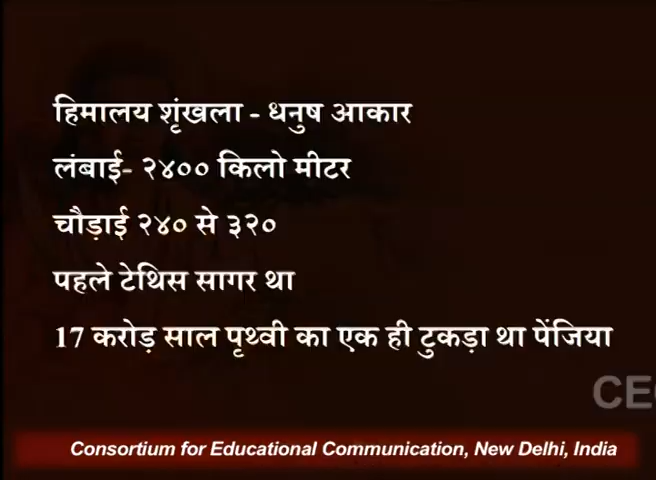 हिमालय शृंखला - धनुष आकार
लंबाई- २४०० किलो मीटर
चौड़ाई २४० से ३२०
पहले टेथिस सागर था
17 करोड़ साल पृथ्वी का एक ही टुकड़ा था पेंजिया
CEC
Consortium for Educational Communication, New Delhi, India